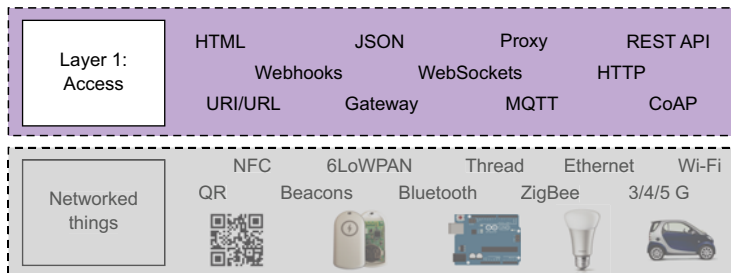 Layer 1:
Access
HTML JSON Proxy REST API
Webhooks WebSockets HTTP
URI/URL Gateway MQTT CoAP
Networked
things
NFC 6LoWPAN Thread Ethernet Wi-Fi
QR Beacons Bluetooth ZigBee 3/4/5 G